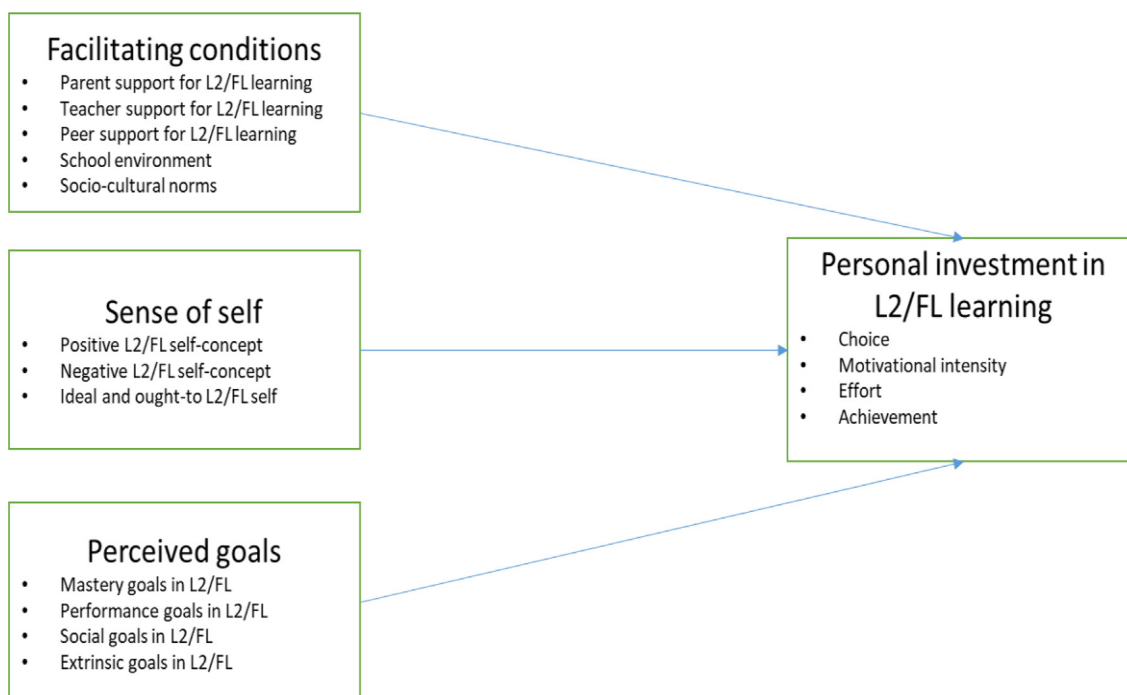 Facilitating conditions
• Parent support for L2/FL learning
• Teacher support for L2/FL learning
• Peer support for L2/FL learning
• School environment
• Socio-cultural norms
Sense of self
• Positive L2/FL self-concept
• Negative L2/FL self-concept
• Ideal and ought-to L2/FL self
Perceived goals
• Mastery goals in L2/FL
• Performance goals in L2/FL
• Social goals in L2/FL
• Extrinsic goals in L2/FL
Personal investment in
L2/FL learning
• Choice
• Motivational intensity
• Effort
• Achievement